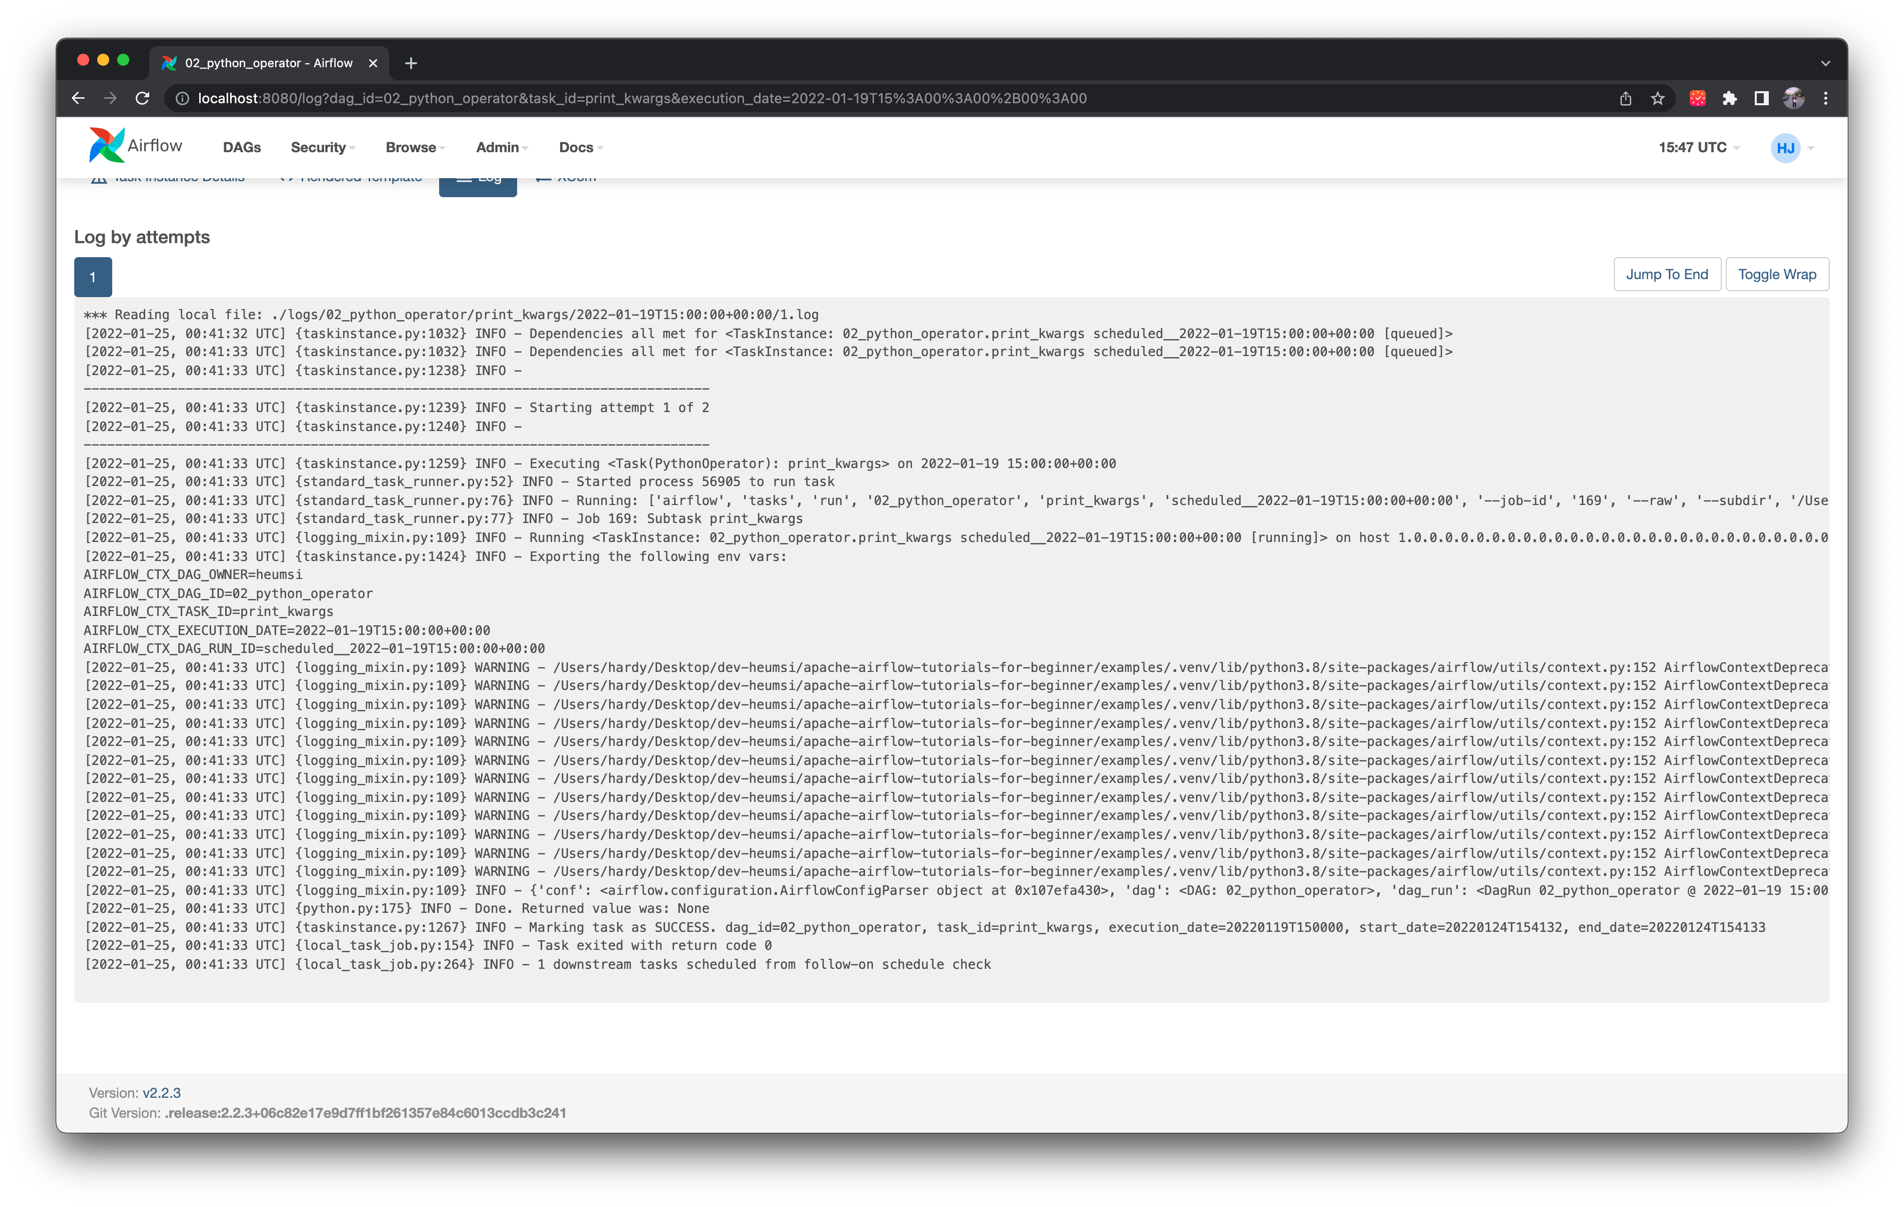 02_python_operator - Airflow
localhost:8080/log?dag_id=02_python_operator&task_id=print_kwargs&execution_date=2022-01-19T15%3A00%3A00%2B00%3A00
Airflow DAGs Security Browse Admin Docs 15:47 UTC HJ
Task Instance Details Rendered Template Log XCom
Log by attempts
1 Jump To End Toggle Wrap
*** Reading local file: ./logs/02_python_operator/print_kwargs/2022-01-19T15:00:00+00:00/1.log
[2022-01-25, 00:41:32 UTC] {taskinstance.py:1032} INFO - Dependencies all met for <TaskInstance: 02_python_operator.print_kwargs scheduled__2022-01-19T15:00:00+00:00 [queued]>
[2022-01-25, 00:41:33 UTC] {taskinstance.py:1032} INFO - Dependencies all met for <TaskInstance: 02_python_operator.print_kwargs scheduled__2022-01-19T15:00:00+00:00 [queued]>
[2022-01-25, 00:41:33 UTC] {taskinstance.py:1238} INFO -
--------------------------------------------------------------------------------
[2022-01-25, 00:41:33 UTC] {taskinstance.py:1239} INFO - Starting attempt 1 of 2
[2022-01-25, 00:41:33 UTC] {taskinstance.py:1240} INFO -
--------------------------------------------------------------------------------
[2022-01-25, 00:41:33 UTC] {taskinstance.py:1259} INFO - Executing <Task(PythonOperator): print_kwargs> on 2022-01-19 15:00:00+00:00
[2022-01-25, 00:41:33 UTC] {standard_task_runner.py:52} INFO - Started process 56905 to run task
[2022-01-25, 00:41:33 UTC] {standard_task_runner.py:76} INFO - Running: ['airflow', 'tasks', 'run', '02_python_operator', 'print_kwargs', 'scheduled__2022-01-19T15:00:00+00:00', '--job-id', '169', '--raw', '--subdir', '/Use
[2022-01-25, 00:41:33 UTC] {standard_task_runner.py:77} INFO - Job 169: Subtask print_kwargs
[2022-01-25, 00:41:33 UTC] {logging_mixin.py:109} INFO - Running <TaskInstance: 02_python_operator.print_kwargs scheduled__2022-01-19T15:00:00+00:00 [running]> on host 1.0.0.0.0.0.0.0.0.0.0.0.0.0.0.0.0.0.0.0.0.0.0.0.0.0.0.0
[2022-01-25, 00:41:33 UTC] {taskinstance.py:1424} INFO - Exporting the following env vars:
AIRFLOW_CTX_DAG_OWNER=heumsi
AIRFLOW_CTX_DAG_ID=02_python_operator
AIRFLOW_CTX_TASK_ID=print_kwargs
AIRFLOW_CTX_EXECUTION_DATE=2022-01-19T15:00:00+00:00
AIRFLOW_CTX_DAG_RUN_ID=scheduled__2022-01-19T15:00:00+00:00
[2022-01-25, 00:41:33 UTC] {logging_mixin.py:109} WARNING - /Users/hardy/Desktop/dev-heumsi/apache-airflow-tutorials-for-beginner/examples/.venv/lib/python3.8/site-packages/airflow/utils/context.py:152 AirflowContextDepreca
[2022-01-25, 00:41:33 UTC] {logging_mixin.py:109} WARNING - /Users/hardy/Desktop/dev-heumsi/apache-airflow-tutorials-for-beginner/examples/.venv/lib/python3.8/site-packages/airflow/utils/context.py:152 AirflowContextDepreca
[2022-01-25, 00:41:33 UTC] {logging_mixin.py:109} WARNING - /Users/hardy/Desktop/dev-heumsi/apache-airflow-tutorials-for-beginner/examples/.venv/lib/python3.8/site-packages/airflow/utils/context.py:152 AirflowContextDepreca
[2022-01-25, 00:41:33 UTC] {logging_mixin.py:109} WARNING - /Users/hardy/Desktop/dev-heumsi/apache-airflow-tutorials-for-beginner/examples/.venv/lib/python3.8/site-packages/airflow/utils/context.py:152 AirflowContextDepreca
[2022-01-25, 00:41:33 UTC] {logging_mixin.py:109} WARNING - /Users/hardy/Desktop/dev-heumsi/apache-airflow-tutorials-for-beginner/examples/.venv/lib/python3.8/site-packages/airflow/utils/context.py:152 AirflowContextDepreca
[2022-01-25, 00:41:33 UTC] {logging_mixin.py:109} WARNING - /Users/hardy/Desktop/dev-heumsi/apache-airflow-tutorials-for-beginner/examples/.venv/lib/python3.8/site-packages/airflow/utils/context.py:152 AirflowContextDepreca
[2022-01-25, 00:41:33 UTC] {logging_mixin.py:109} WARNING - /Users/hardy/Desktop/dev-heumsi/apache-airflow-tutorials-for-beginner/examples/.venv/lib/python3.8/site-packages/airflow/utils/context.py:152 AirflowContextDepreca
[2022-01-25, 00:41:33 UTC] {logging_mixin.py:109} WARNING - /Users/hardy/Desktop/dev-heumsi/apache-airflow-tutorials-for-beginner/examples/.venv/lib/python3.8/site-packages/airflow/utils/context.py:152 AirflowContextDepreca
[2022-01-25, 00:41:33 UTC] {logging_mixin.py:109} WARNING - /Users/hardy/Desktop/dev-heumsi/apache-airflow-tutorials-for-beginner/examples/.venv/lib/python3.8/site-packages/airflow/utils/context.py:152 AirflowContextDepreca
[2022-01-25, 00:41:33 UTC] {logging_mixin.py:109} WARNING - /Users/hardy/Desktop/dev-heumsi/apache-airflow-tutorials-for-beginner/examples/.venv/lib/python3.8/site-packages/airflow/utils/context.py:152 AirflowContextDepreca
[2022-01-25, 00:41:33 UTC] {logging_mixin.py:109} WARNING - /Users/hardy/Desktop/dev-heumsi/apache-airflow-tutorials-for-beginner/examples/.venv/lib/python3.8/site-packages/airflow/utils/context.py:152 AirflowContextDepreca
[2022-01-25, 00:41:33 UTC] {logging_mixin.py:109} WARNING - /Users/hardy/Desktop/dev-heumsi/apache-airflow-tutorials-for-beginner/examples/.venv/lib/python3.8/site-packages/airflow/utils/context.py:152 AirflowContextDepreca
[2022-01-25, 00:41:33 UTC] {logging_mixin.py:109} INFO - {'conf': <airflow.configuration.AirflowConfigParser object at 0x107efa430>, 'dag': <DAG: 02_python_operator>, 'dag_run': <DagRun 02_python_operator @ 2022-01-19 15:00
[2022-01-25, 00:41:33 UTC] {python.py:175} INFO - Done. Returned value was: None
[2022-01-25, 00:41:33 UTC] {taskinstance.py:1267} INFO - Marking task as SUCCESS. dag_id=02_python_operator, task_id=print_kwargs, execution_date=20220119T150000, start_date=20220124T154132, end_date=20220124T154133
[2022-01-25, 00:41:33 UTC] {local_task_job.py:154} INFO - Task exited with return code 0
[2022-01-25, 00:41:33 UTC] {local_task_job.py:264} INFO - 1 downstream tasks scheduled from follow-on schedule check
Version: v2.2.3
Git Version: .release:2.2.3+06c82e17e9d7ff1bf261357e84c6013ccdb3c241